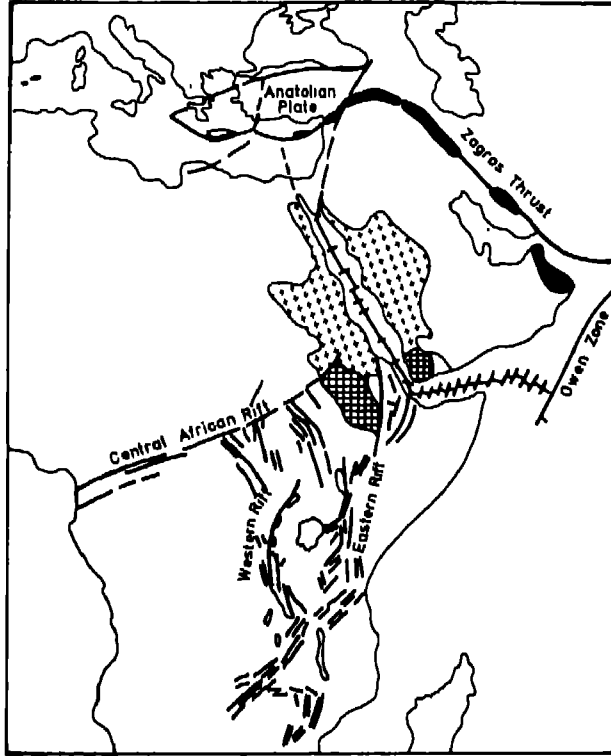 Anatolian
Plate
Zagros Thrust
Owen Zone
Central African Rift
Western Rift
Eastern Rift